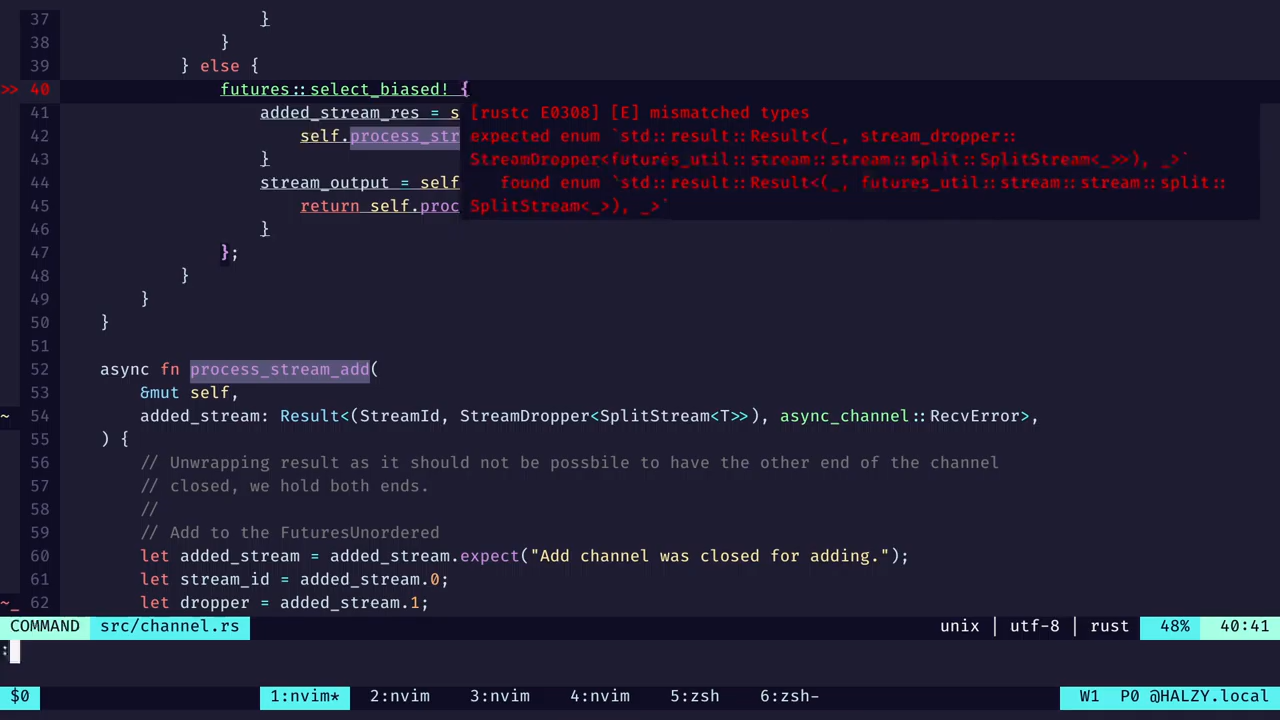 37 }
38 }
39 } else {
>> 40 futures::select_biased! {
41 added_stream_res = s [rustc E0308] [E] mismatched types
42 self.process_str expected enum `std::result::Result<(_, stream_dropper::
43 } StreamDropper<futures_util::stream::stream::split::SplitStream<_>>), _>`
44 stream_output = self found enum `std::result::Result<(_, futures_util::stream::stream::split::
45 return self.proc SplitStream<_>), _>`
46 }
47 };
48 }
49 }
50 }
51
52 async fn process_stream_add(
53 &mut self,
~ 54 added_stream: Result<(StreamId, StreamDropper<SplitStream<T>>), async_channel::RecvError>,
55 ) {
56 // Unwrapping result as it should not be possbile to have the other end of the channel
57 // closed, we hold both ends.
58 //
59 // Add to the FuturesUnordered
60 let added_stream = added_stream.expect("Add channel was closed for adding.");
61 let stream_id = added_stream.0;
~_ 62 let dropper = added_stream.1;
COMMAND src/channel.rs unix | utf-8 | rust 48% 40:41
:
$0 1:nvim* 2:nvim 3:nvim 4:nvim 5:zsh 6:zsh- W1 P0 @HALZY.local